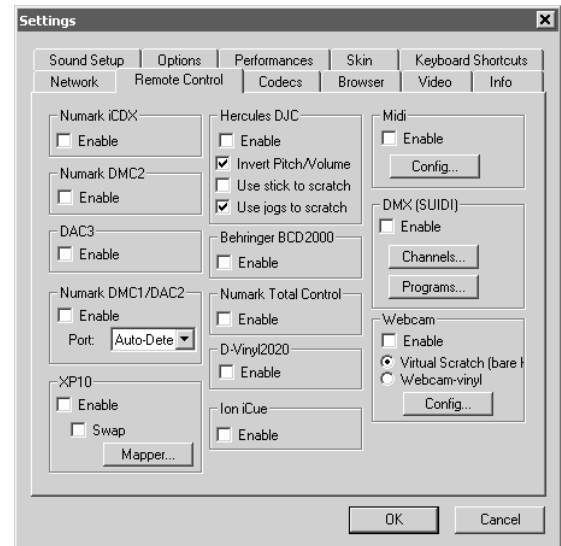 Settings
Sound Setup Options Performances Skin Keyboard Shortcuts
Network Remote Control Codecs Browser Video Info
Numark iCDX
Enable
Numark DMC2
Enable
DAC3
Enable
Numark DMC1/DAC2
Enable
Port: Auto-Dete
XP10
Enable
Swap
Mapper...
Hercules DJC
Enable
Invert Pitch/Volume
Use stick to scratch
Use jogs to scratch
Behringer BCD2000
Enable
Numark Total Control
Enable
D-Vinyl2020
Enable
Ion iCue
Enable
Midi
Enable
Config...
DMX (SUIDI)
Enable
Channels...
Programs...
Webcam
Enable
Virtual Scratch (bare
Webcam-vinyl
Config...
OK Cancel